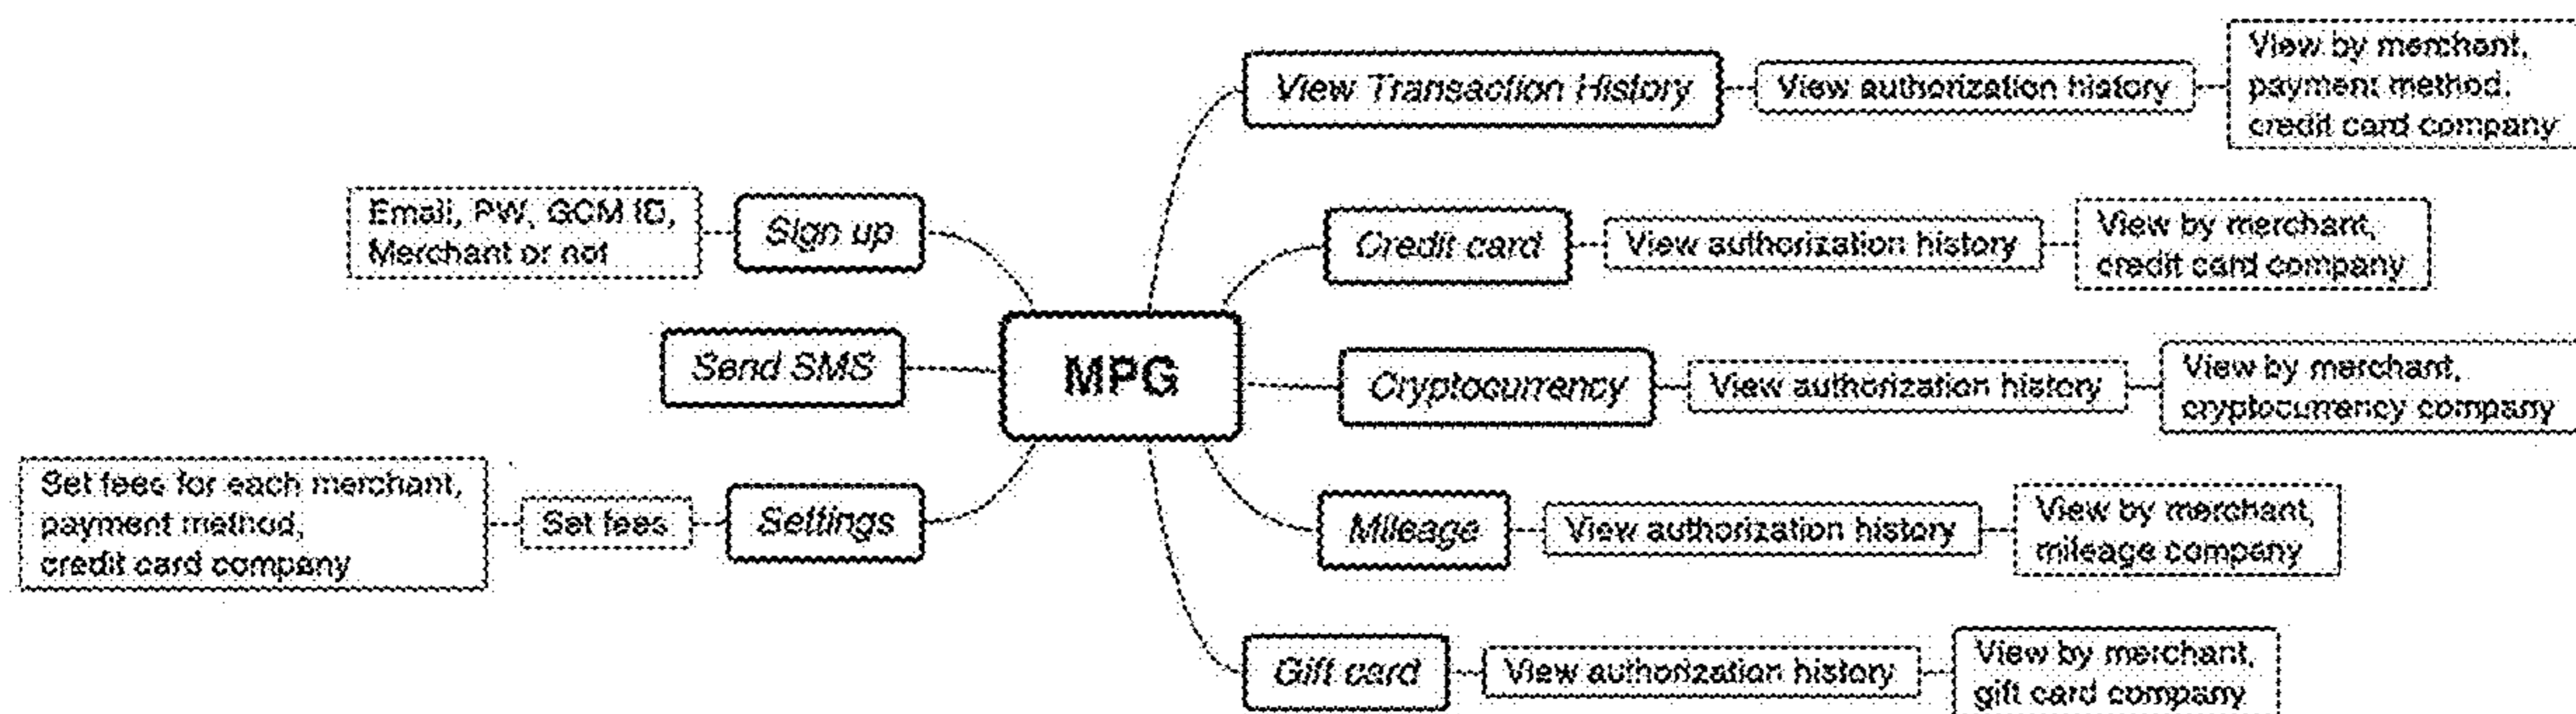 View Transaction History
View authorization history
View by merchant,
payment method,
credit card company
Email, PW, GCM ID,
Merchant or not
Sign up
Credit card
View authorization history
View by merchant,
credit card company
Send SMS
MPG
Cryptocurrency
View authorization history
View by merchant,
cryptocurrency company
Set fees for each merchant,
payment method,
credit card company
Set fees
Settings
Mileage
View authorization history
View by merchant,
mileage company
Gift card
View authorization history
View by merchant,
gift card company